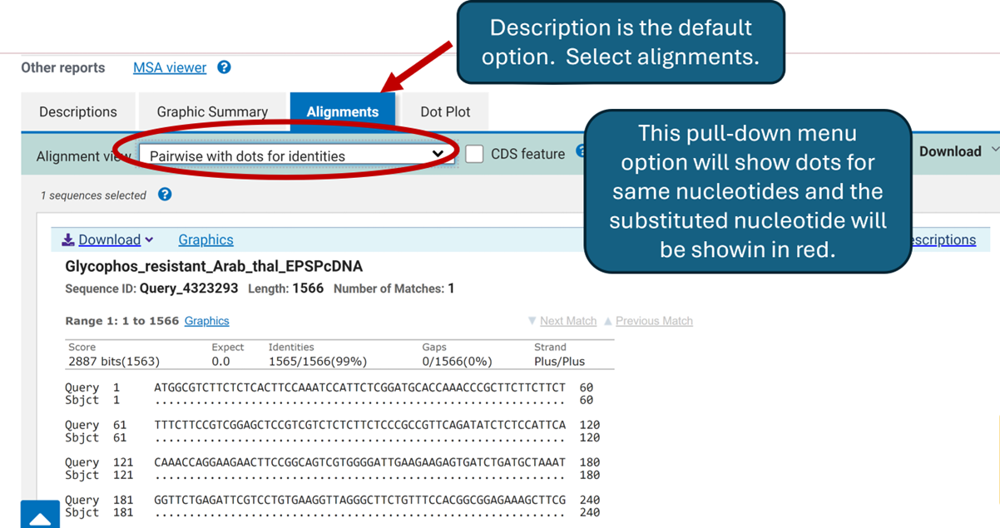 Description is the default
option.  Select alignments.
Other reports MSA viewer ?
Descriptions Graphic Summary Alignments Dot Plot
This pull-down menu
option will show dots for
same nucleotides and the
substituted nucleotide will
be showin in red.
Alignment view Pairwise with dots for identities CDS feature ? Download
1 sequences selected ?
Download Graphics escriptions
Glycophos_resistant_Arab_thal_EPSPcDNA
Sequence ID: Query_4323293 Length: 1566 Number of Matches: 1
Range 1: 1 to 1566 Graphics ▼ Next Match ▲ Previous Match
Score Expect Identities Gaps Strand
2887 bits(1563) 0.0 1565/1566(99%) 0/1566(0%) Plus/Plus
Query 1 ATGGCGTCTTCTCTCACTTCCAAATCCATTCTCGGATGCACCAAACCCGCTTCTTCTTCT 60
Sbjct 1 ............................................................ 60
Query 61 TTTCTTCCGTCGGAGCTCCGTCGTCTCTCTTCTCCCGCCGTTCAGATATCTCTCCATTCA 120
Sbjct 61 ............................................................ 120
Query 121 CAAACCAGGAAGAACTTCCGGCAGTCGTGGGGATTGAAGAAGAGTGATCTGATGCTAAAT 180
Sbjct 121 ............................................................ 180
Query 181 GGTTCTGAGATTCGTCCTGTGAAGGTTAGGGCTTCTGTTTCCACGGCGGAGAAAGCTTCG 240
Sbjct 181 ............................................................ 240